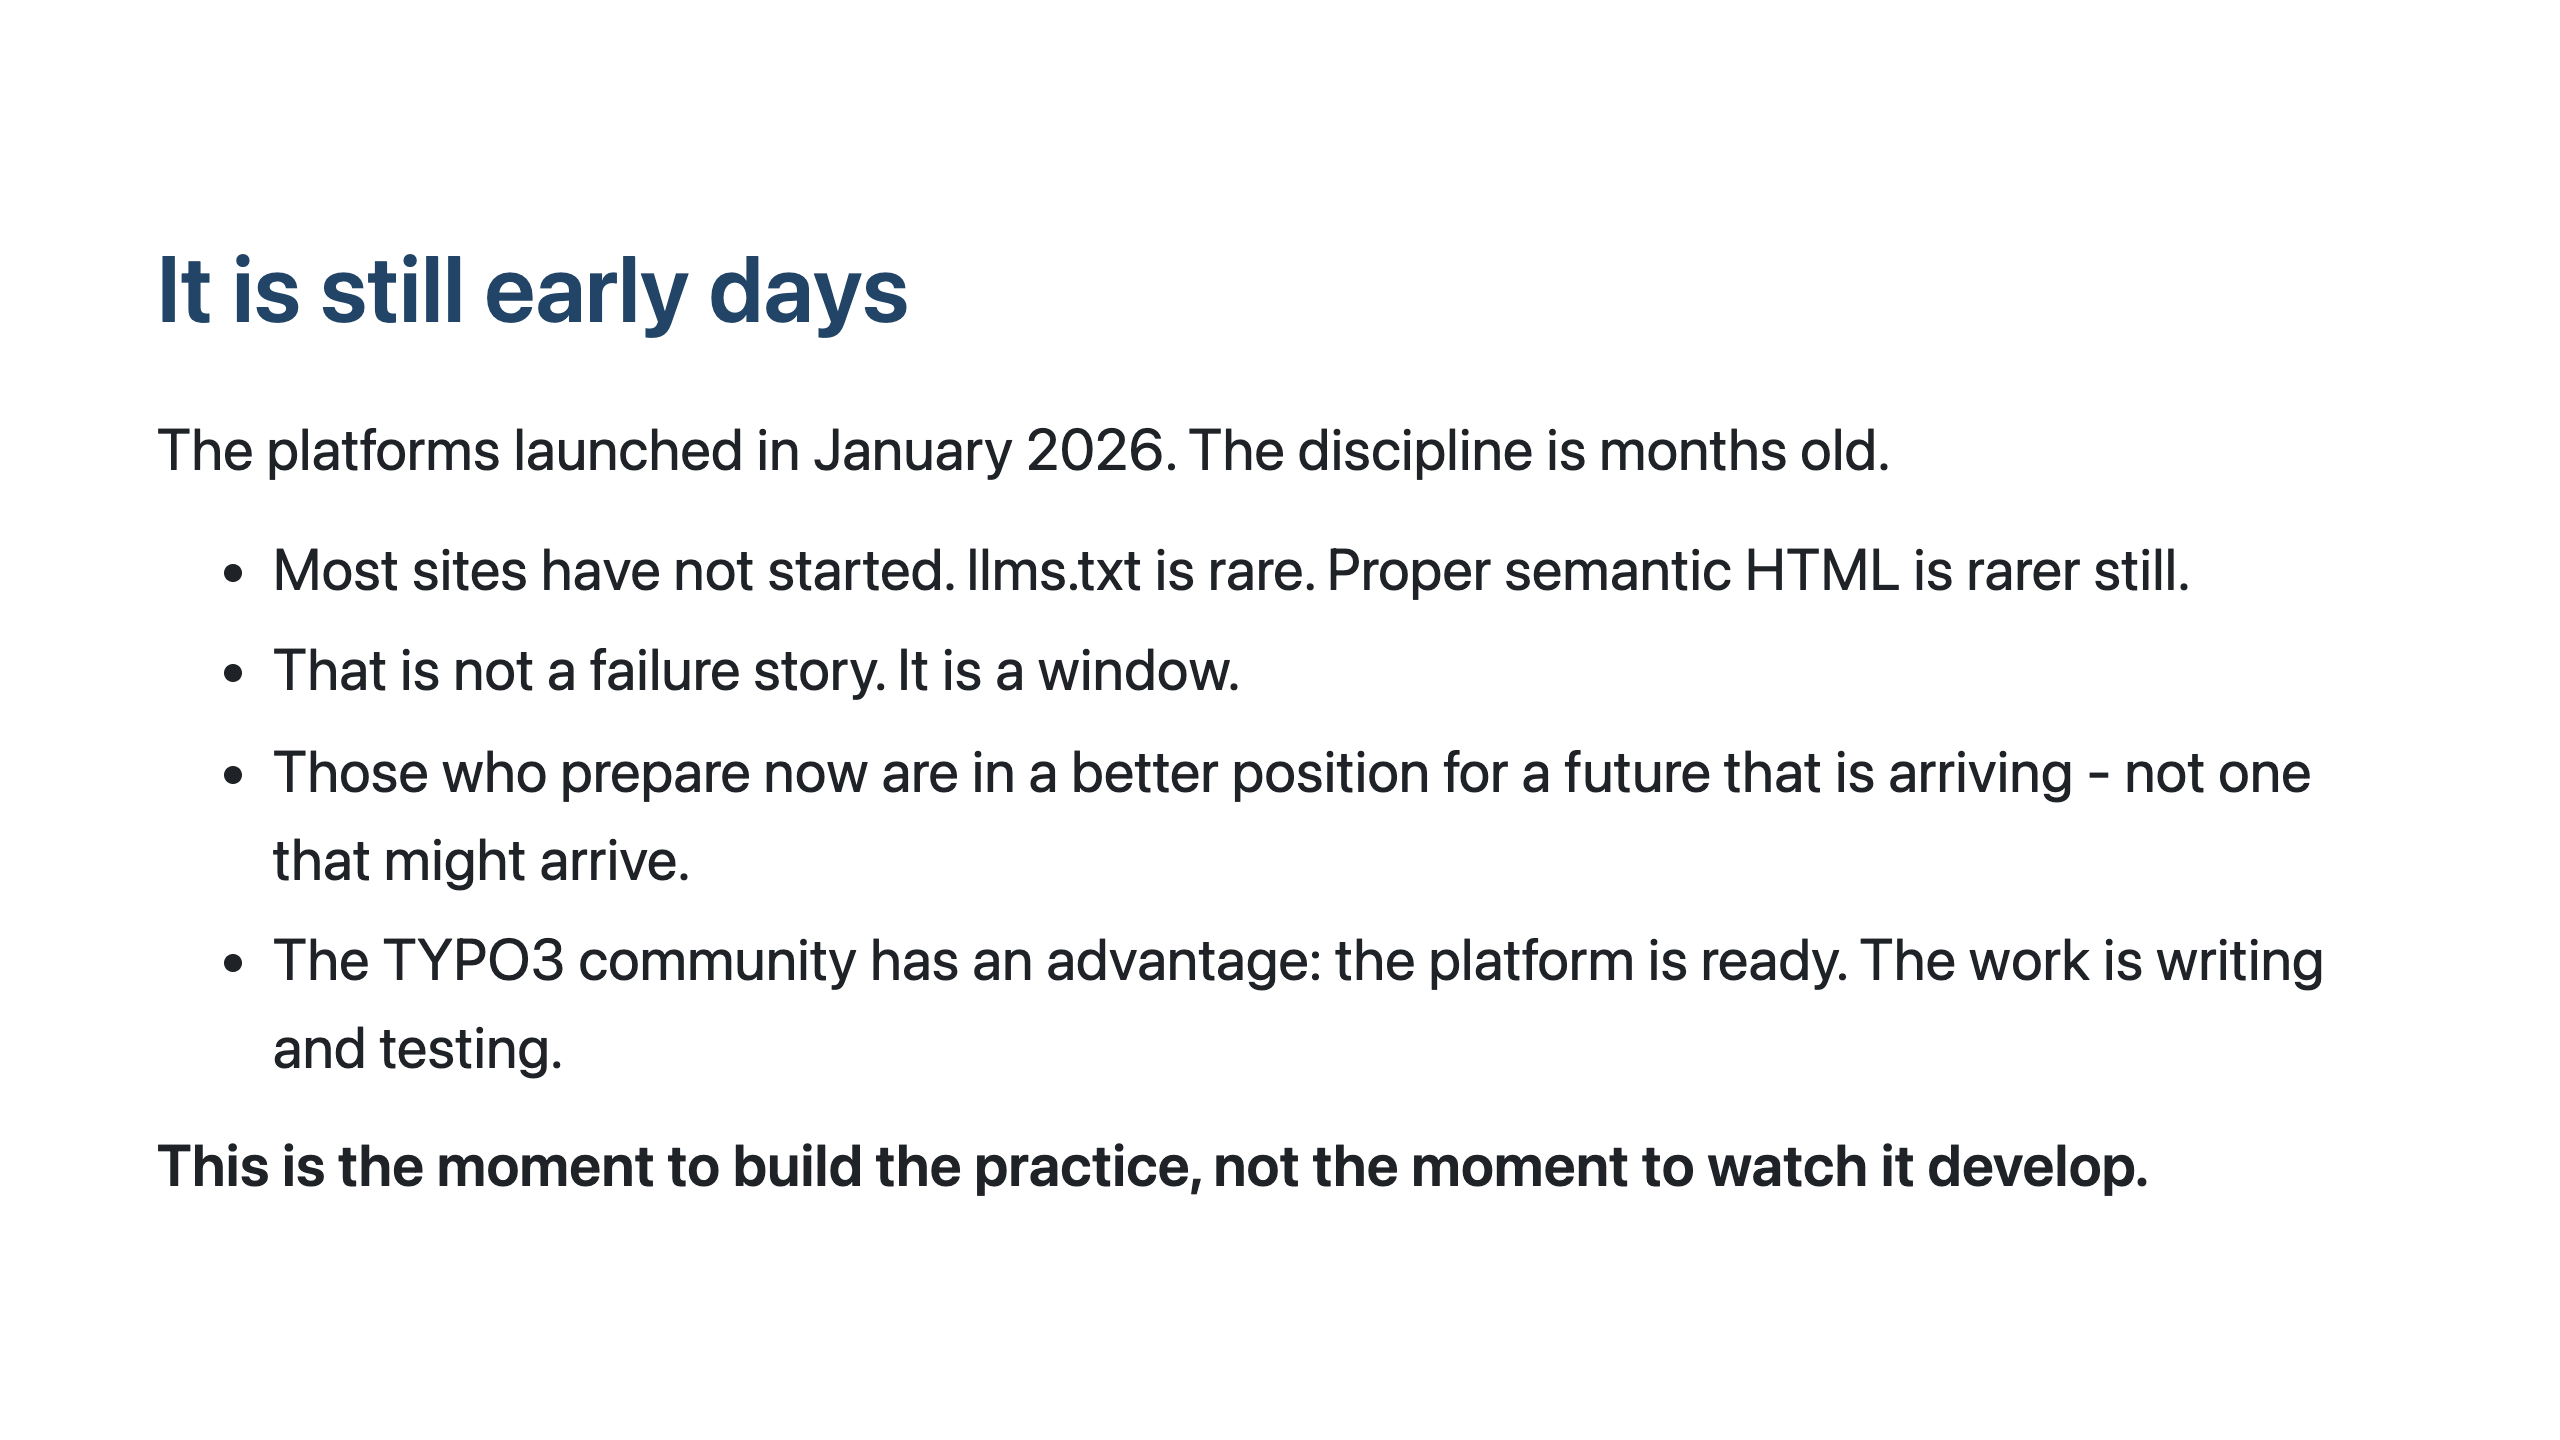 It is still early days
The platforms launched in January 2026. The discipline is months old.
• Most sites have not started. llms.txt is rare. Proper semantic HTML is rarer still.
• That is not a failure story. It is a window.
• Those who prepare now are in a better position for a future that is arriving - not one
that might arrive.
• The TYPO3 community has an advantage: the platform is ready. The work is writing
and testing.
This is the moment to build the practice, not the moment to watch it develop.